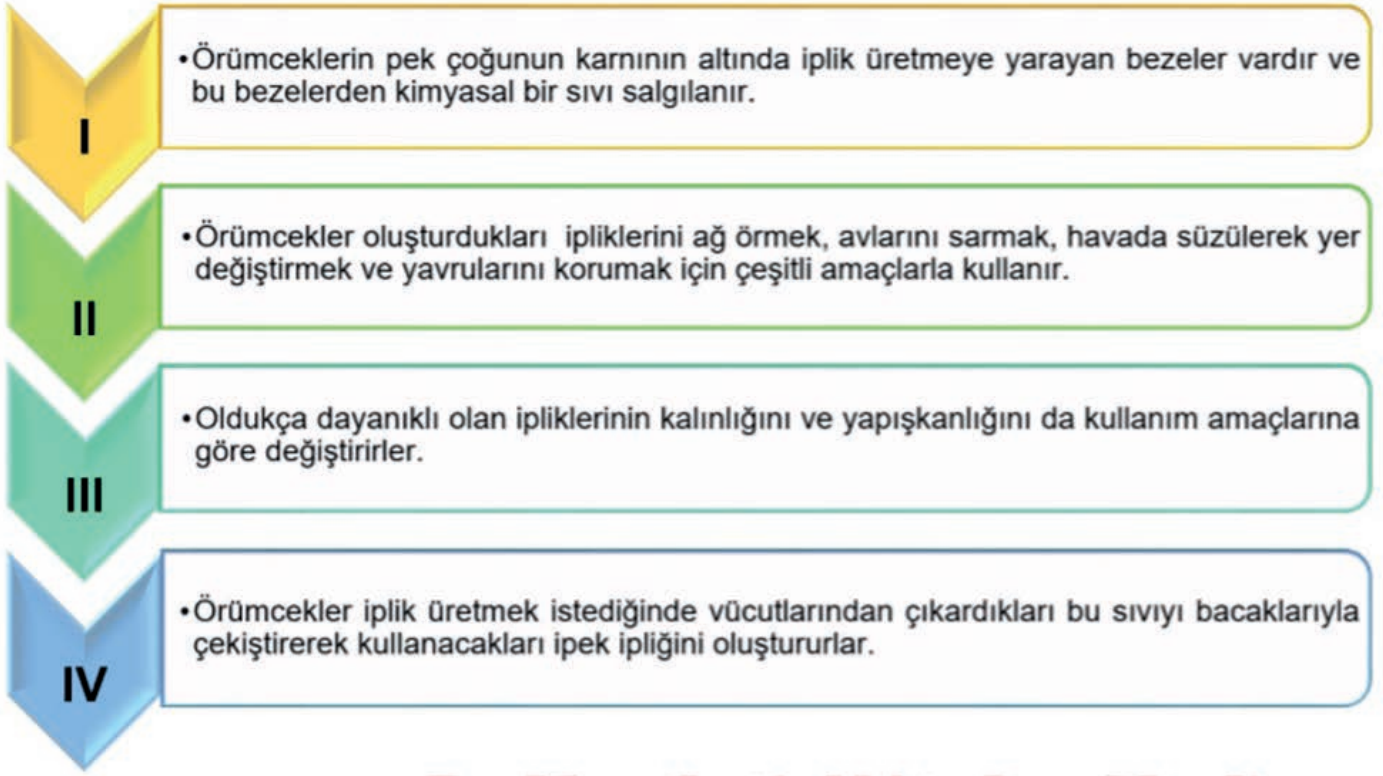 •Örümceklerin pek çoğunun karnının altında iplik üretmeye yarayan bezeler vardır ve
bu bezelerden kimyasal bir sıvı salgılanır.
I
•Örümcekler oluşturdukları ipliklerini ağ örmek, avlarını sarmak, havada süzülerek yer
değiştirmek ve yavrularını korumak için çeşitli amaçlarla kullanır.
II
•Oldukça dayanıklı olan ipliklerinin kalınlığını ve yapışkanlığını da kullanım amaçlarına
göre değiştirirler.
III
•Örümcekler iplik üretmek istediğinde vücutlarından çıkardıkları bu sıvıyı bacaklarıyla
çekiştirerek kullanacakları ipek ipliğini oluştururlar.
IV